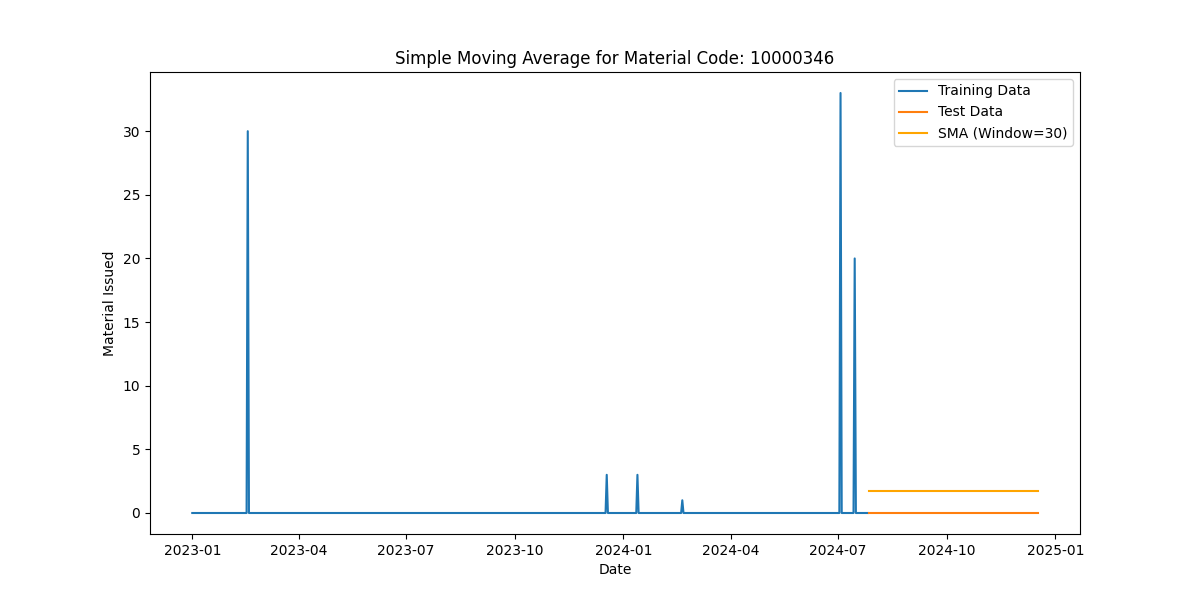 Simple Moving Average for Material Code: 10000346
Training Data
Test Data
SMA (Window=30)
Material Issued
30
25
20
15
10
5
0
2023-01
2023-04
2023-07
2023-10
2024-01
2024-04
2024-07
2024-10
2025-01
Date